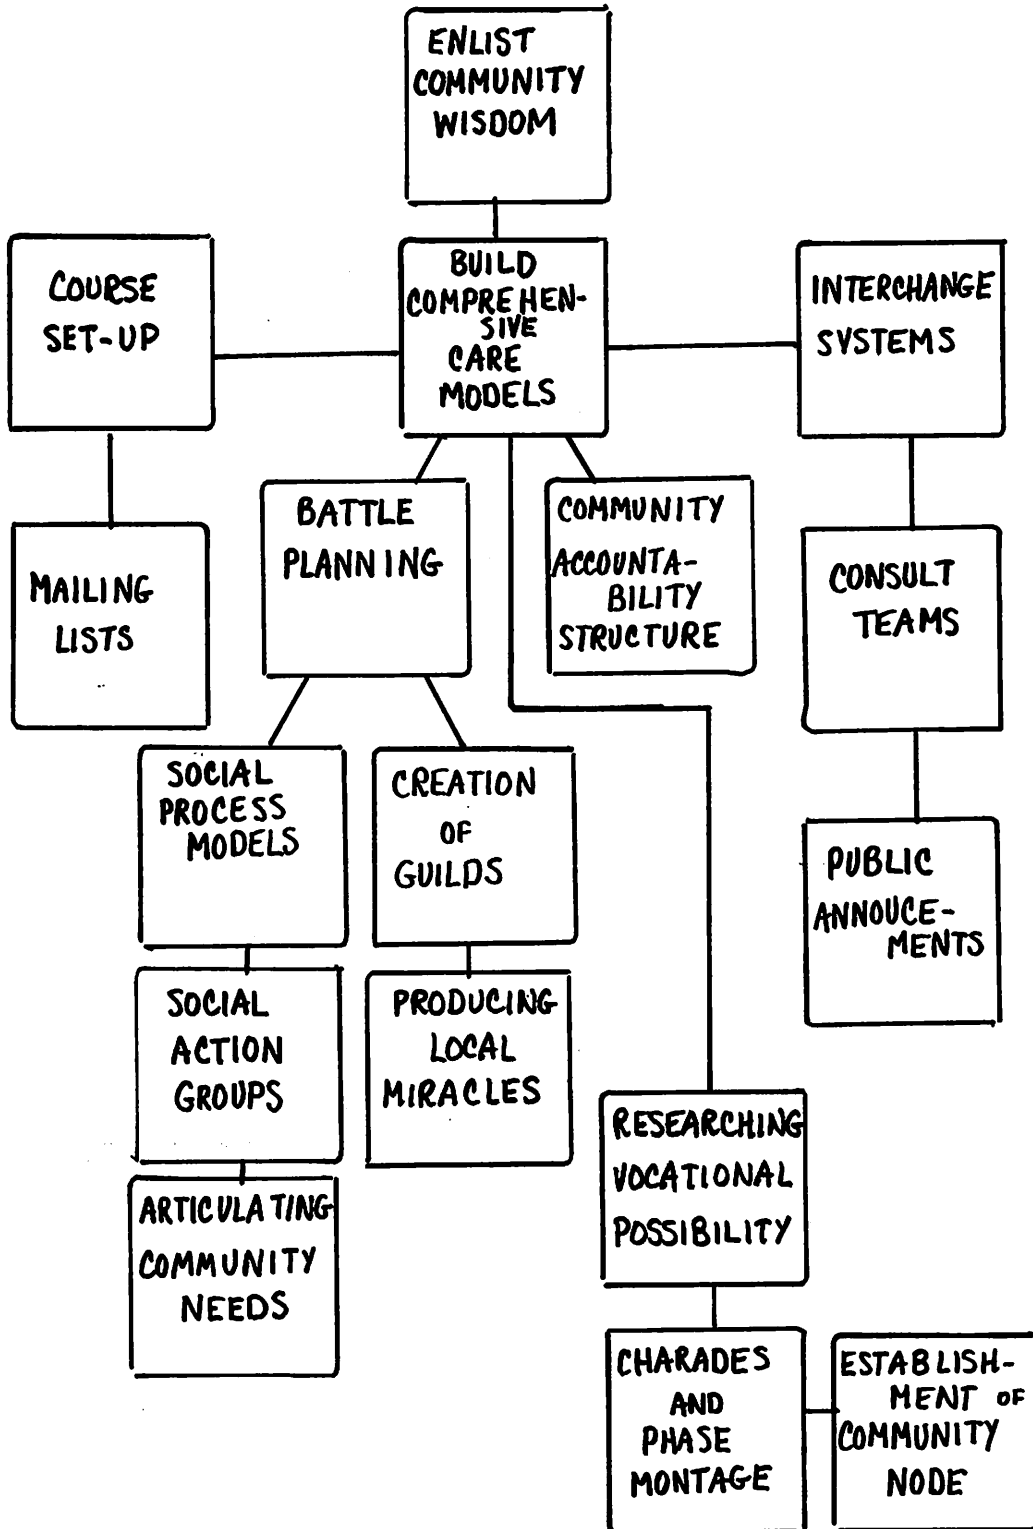 ENLIST
COMMUNITY
WISDOM
COURSE
SET-UP
BUILD
COMPREHEN-
SIVE
CARE
MODELS
INTERCHANGE
SYSTEMS
MAILING
LISTS
BATTLE
PLANNING
COMMUNITY
ACCOUNTA-
BILITY
STRUCTURE
CONSULT
TEAMS
SOCIAL
PROCESS
MODELS
CREATION
OF
GUILDS
PUBLIC
ANNOUCE-
MENTS
SOCIAL
ACTION
GROUPS
PRODUCING
LOCAL
MIRACLES
ARTICULATING
COMMUNITY
NEEDS
RESEARCHING
VOCATIONAL
POSSIBILITY
CHARADES
AND
PHASE
MONTAGE
ESTABLISH-
MENT OF
COMMUNITY
NODE